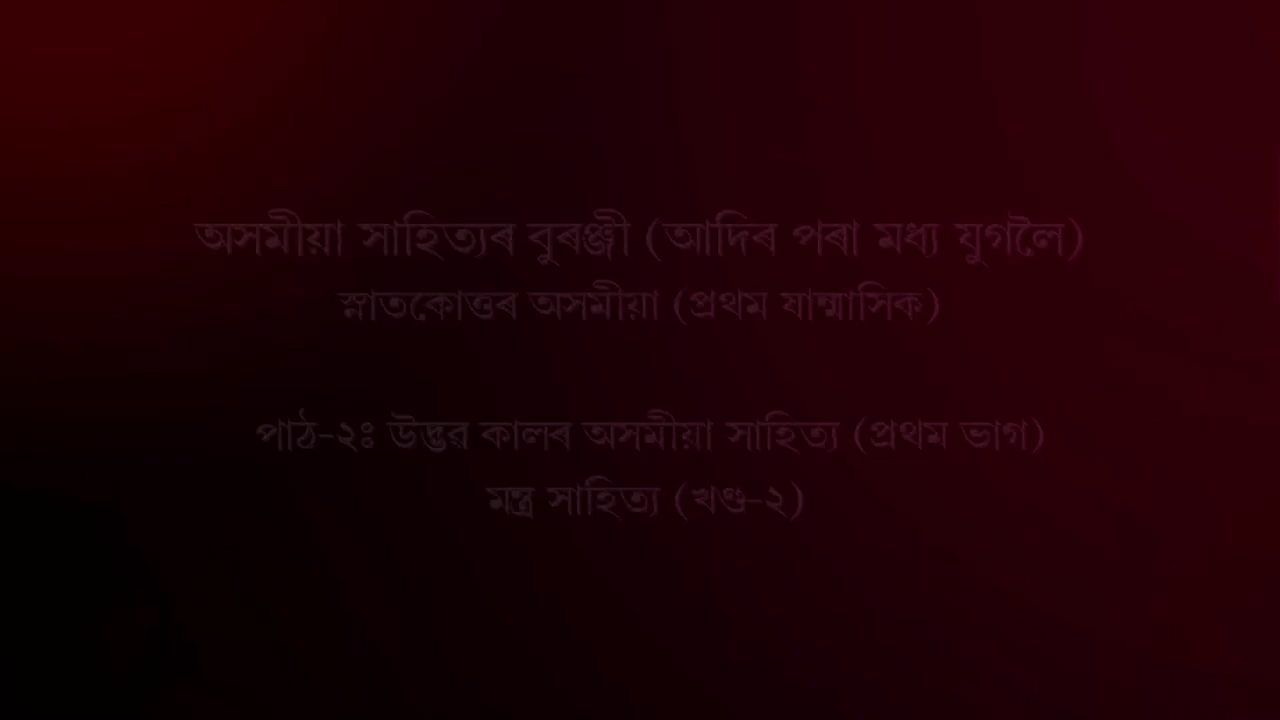 অসমীয়া সাহিত্যৰ বুৰঞ্জী (আদিৰ পৰা মধ্য যুগলৈ)
স্নাতকোত্তৰ অসমীয়া (প্ৰথম যান্মাসিক)
পাঠ-২ঃ উদ্ভৱ কালৰ অসমীয়া সাহিত্য (প্ৰথম ভাগ)
মন্ত্ৰ সাহিত্য (খণ্ড-২)